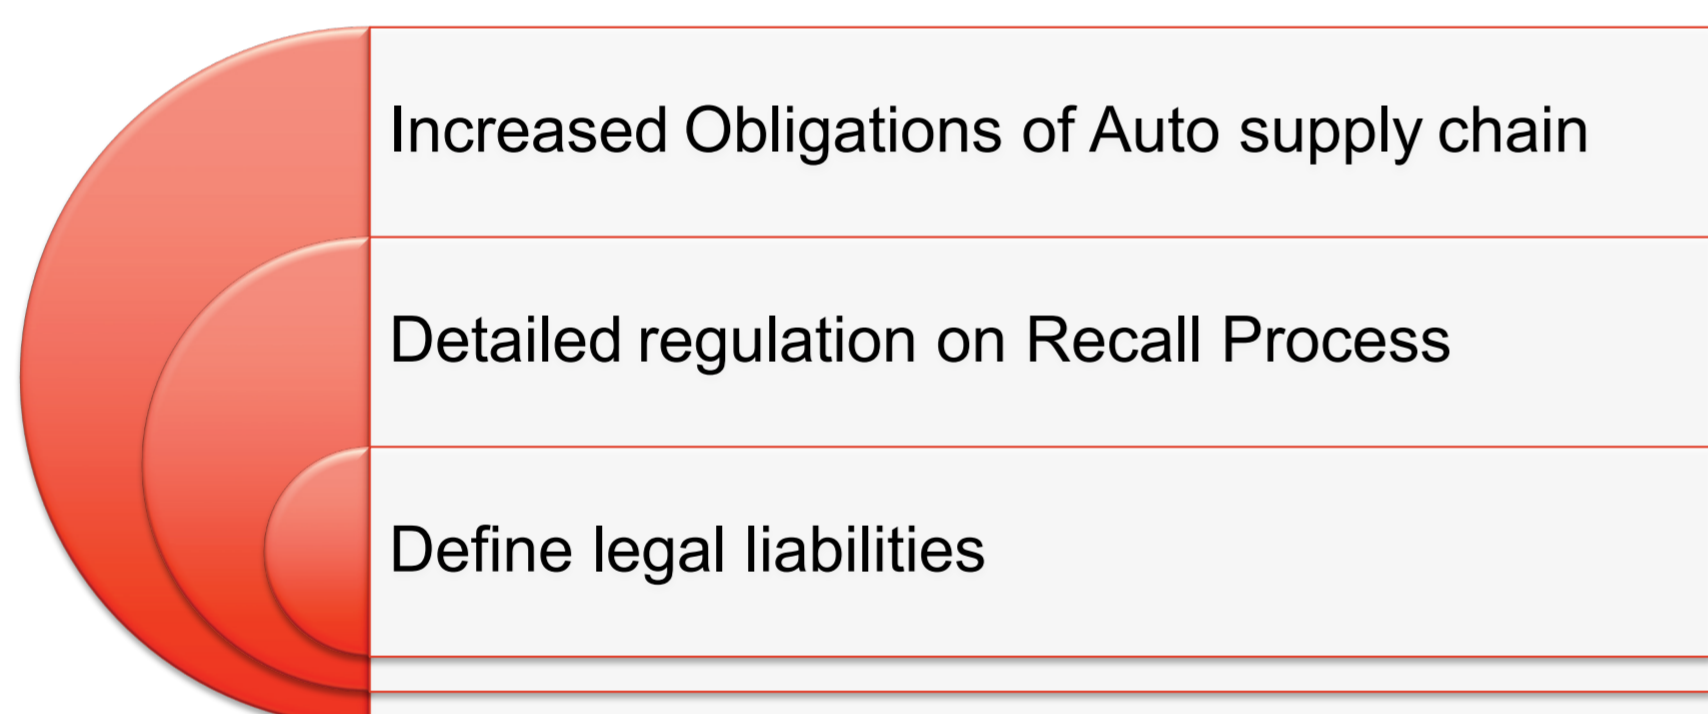 Increased Obligations of Auto supply chain
Detailed regulation on Recall Process
Define legal liabilities